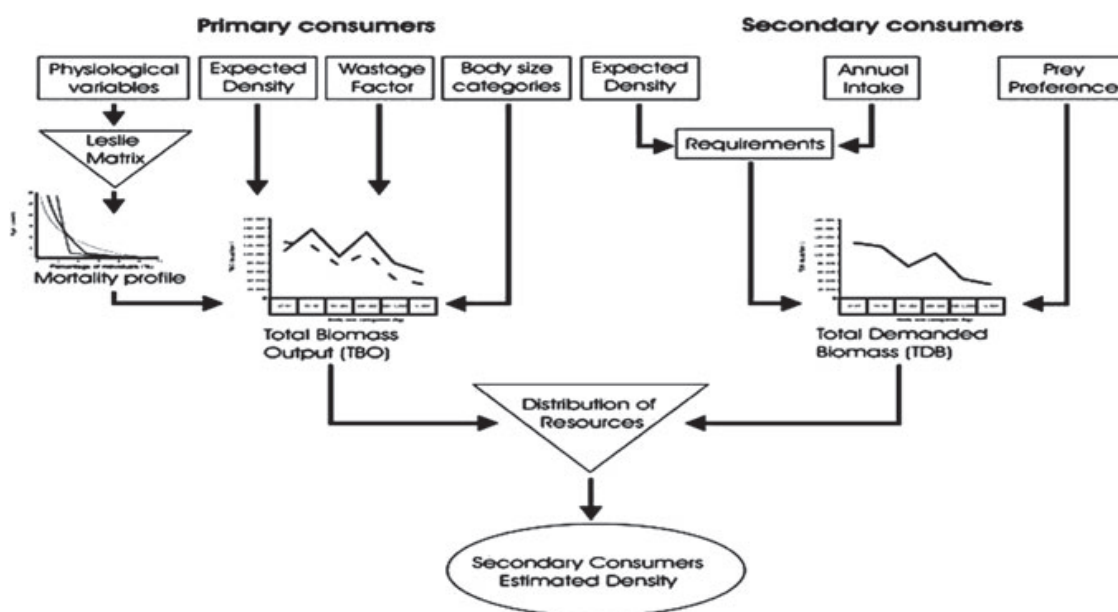 Primary consumers
Secondary consumers
Physiological
variables
Expected
Density
Wastage
Factor
Body size
categories
Expected
Density
Annual
Intake
Prey
Preference
Leslie
Matrix
Requirements
Mortality profile
Total Biomass
Output (TBO)
Total Demanded
Biomass (TDB)
Distribution of
Resources
Secondary Consumers
Estimated Density